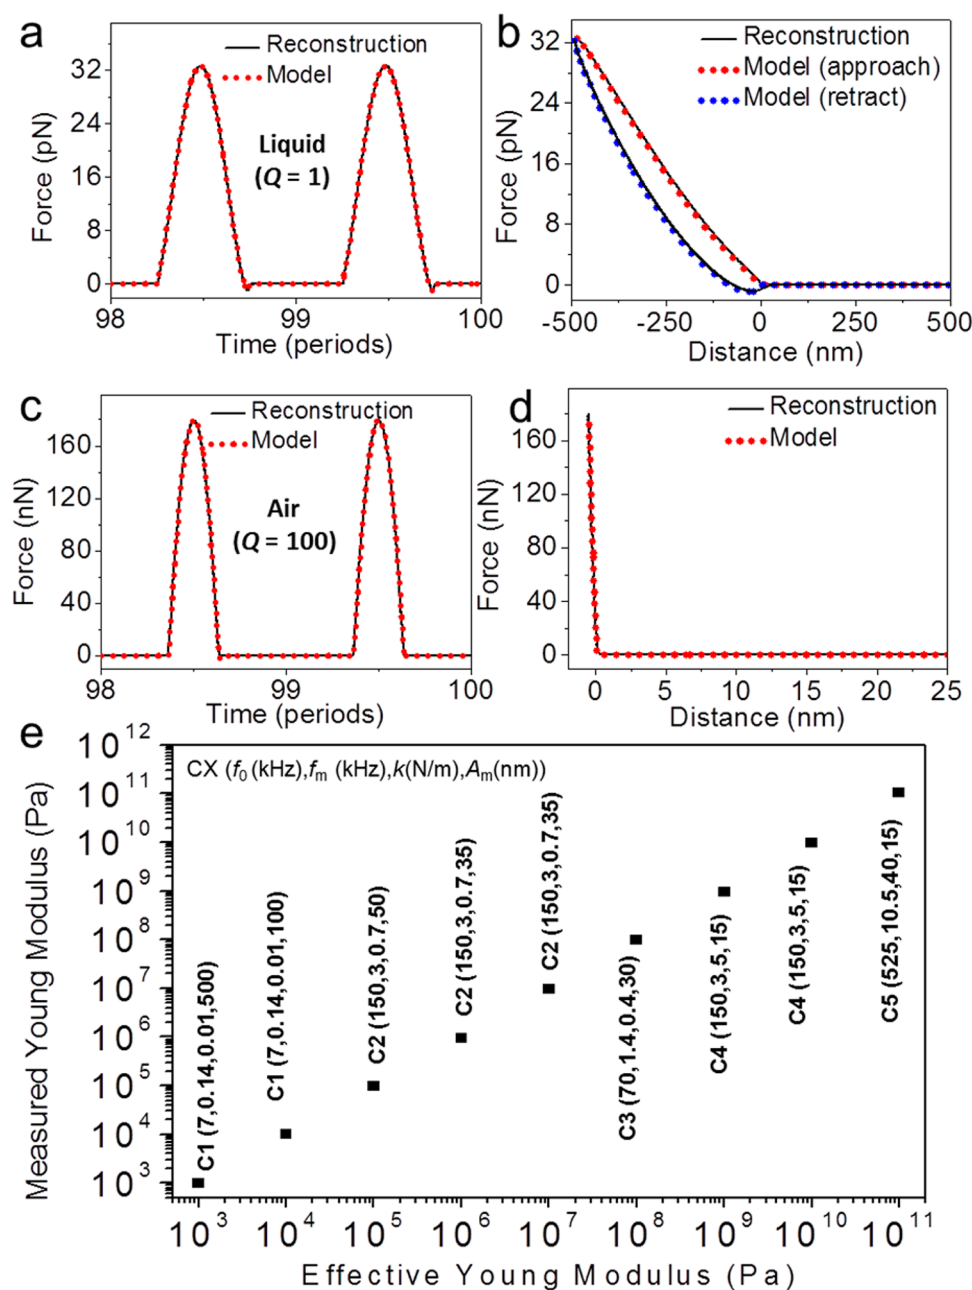 a
Reconstruction
Model
Liquid
(Q = 1)
32
24
16
8
0
Force (pN)
98
99
100
Time (periods)
b
Reconstruction
Model (approach)
Model (retract)
32
24
16
8
0
Force (pN)
-500
-250
0
250
500
Distance (nm)
c
Reconstruction
Model
Air
(Q = 100)
160
120
80
40
0
Force (nN)
98
99
100
Time (periods)
d
Reconstruction
Model
160
120
80
40
0
Force (nN)
0
5
10
15
20
25
Distance (nm)
e
CX (f₀ (kHz),fₘ (kHz),k(N/m),Aₘ(nm))
10¹²
10¹¹
10¹⁰
10⁹
10⁸
10⁷
10⁶
10⁵
10⁴
10³
Measured Young Modulus (Pa)
C1 (7,0.14,0.01,500)
C1 (7,0.14,0.01,100)
C2 (150,3,0.7,50)
C2 (150,3,0.7,35)
C2 (150,3,0.7,35)
C3 (70,1.4,0.4,30)
C4 (150,3,5,15)
C4 (150,3,5,15)
C5 (525,10.5,40,15)
10³
10⁴
10⁵
10⁶
10⁷
10⁸
10⁹
10¹⁰
10¹¹
Effective Young Modulus (Pa)